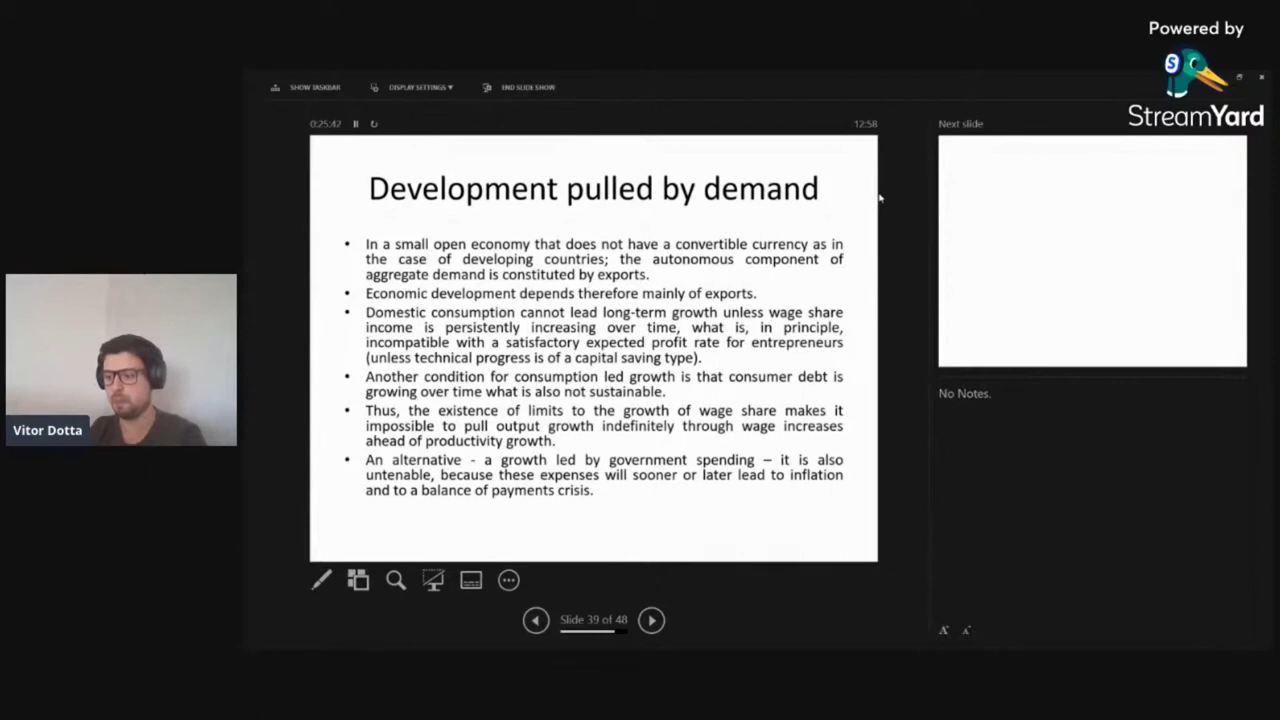 Powered by
S
StreamYard
SHOW TASKBAR
DISPLAY SETTINGS ▼
END SLIDE SHOW
0:25:42
12:58
Next slide
Development pulled by demand
• In a small open economy that does not have a convertible currency as in
the case of developing countries; the autonomous component of
aggregate demand is constituted by exports.
• Economic development depends therefore mainly of exports.
• Domestic consumption cannot lead long-term growth unless wage share
income is persistently increasing over time, what is, in principle,
incompatible with a satisfactory expected profit rate for entrepreneurs
(unless technical progress is of a capital saving type).
• Another condition for consumption led growth is that consumer debt is
growing over time what is also not sustainable.
• Thus, the existence of limits to the growth of wage share makes it
impossible to pull output growth indefinitely through wage increases
ahead of productivity growth.
• An alternative - a growth led by government spending – it is also
untenable, because these expenses will sooner or later lead to inflation
and to a balance of payments crisis.
No Notes.
Vitor Dotta
Slide 39 of 48
A A